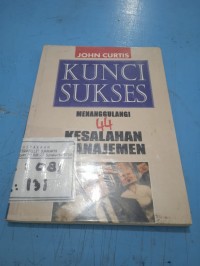 JOHN CURTIS
KUNCI
SUKSES
MENANGGULANGI
44
KESALAHAN
MANAJEMEN